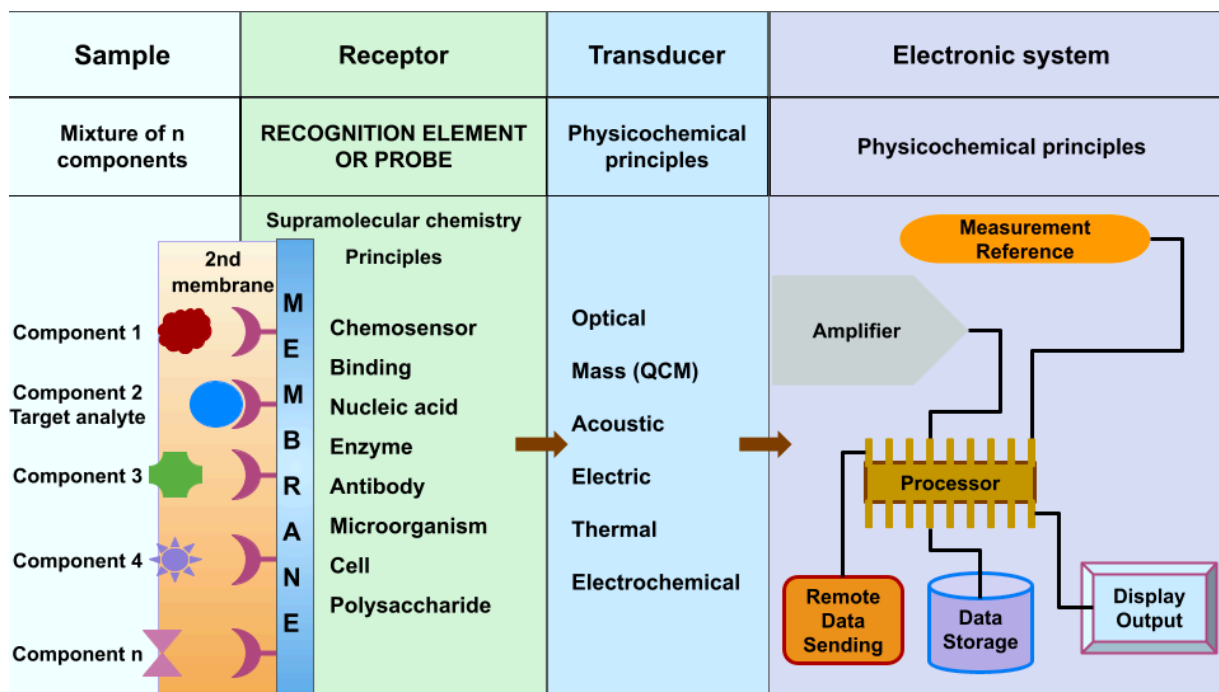 Sample
Receptor
Transducer
Electronic system
Mixture of n
components
RECOGNITION ELEMENT
OR PROBE
Physicochemical
principles
Physicochemical principles
Supramolecular chemistry
Principles
2nd
membrane
MEMBRANE
Component 1
Component 2
Target analyte
Component 3
Component 4
Component n
Chemosensor
Binding
Nucleic acid
Enzyme
Antibody
Microorganism
Cell
Polysaccharide
Optical
Mass (QCM)
Acoustic
Electric
Thermal
Electrochemical
Measurement
Reference
Amplifier
Processor
Remote
Data
Sending
Data
Storage
Display
Output